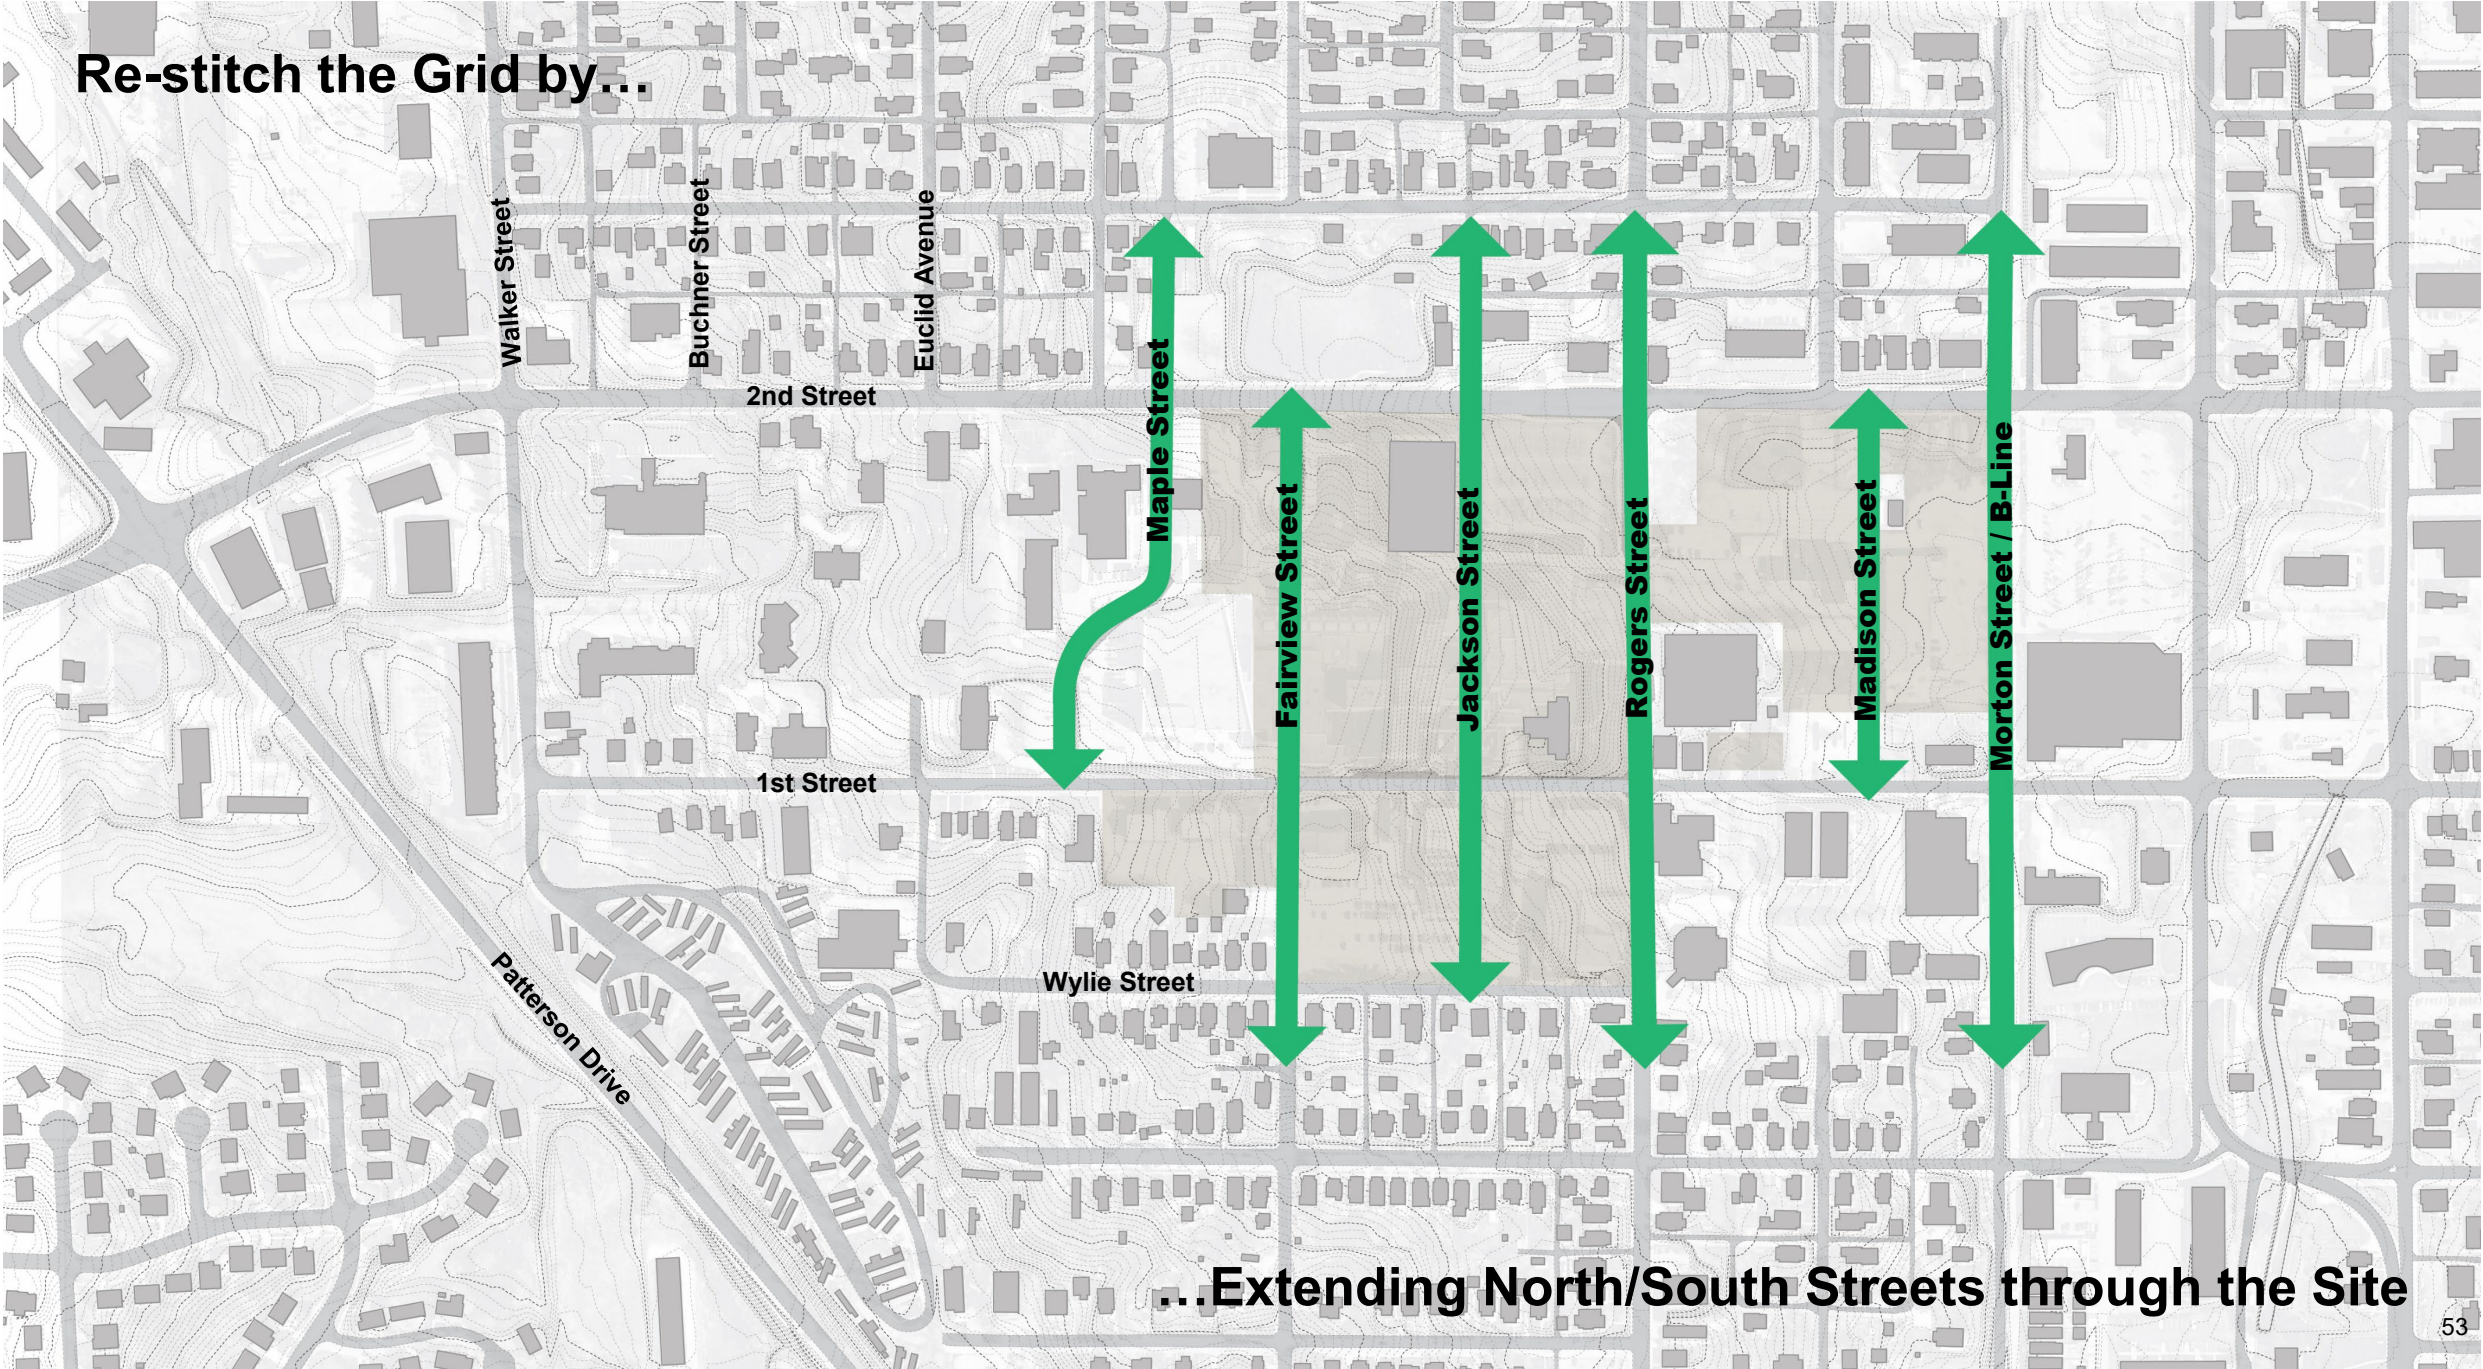 Re-stitch the Grid by…
Walker Street
Buchner Street
Euclid Avenue
2nd Street
Maple Street
Fairview Street
Jackson Street
Rogers Street
Madison Street
Morton Street / B-Line
1st Street
Wylie Street
Patterson Drive
…Extending North/South Streets through the Site
53